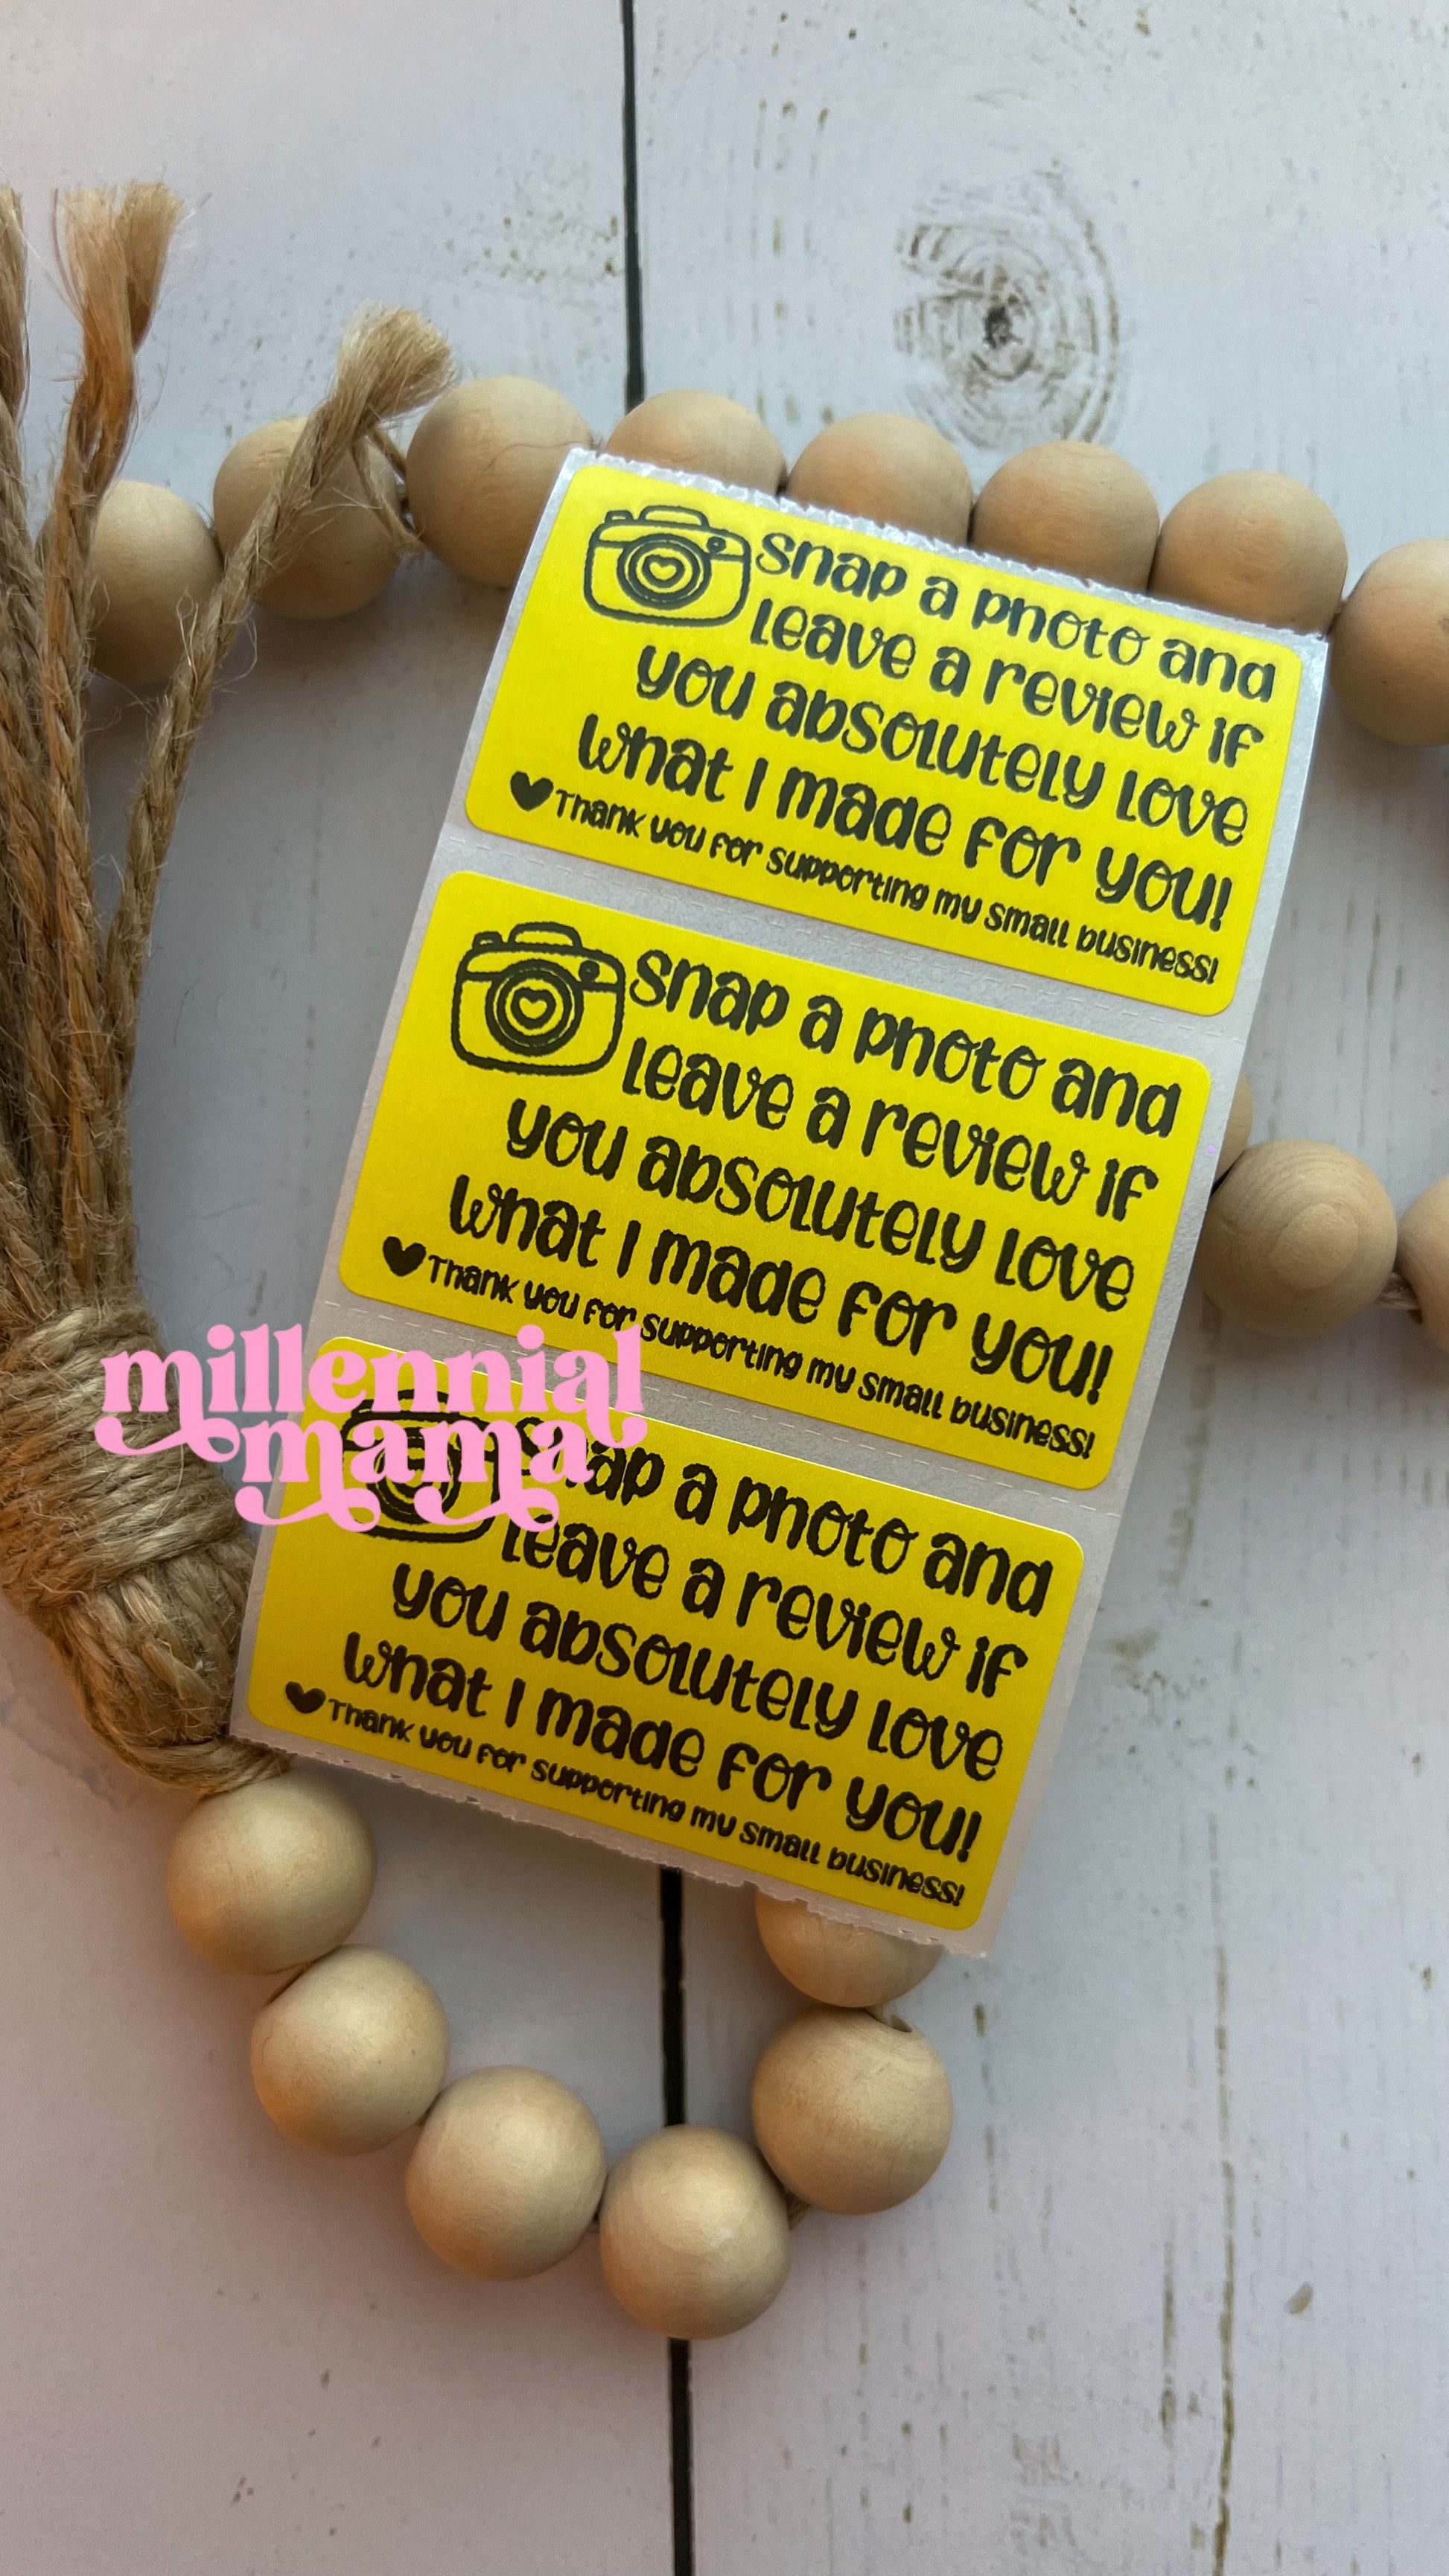 Snap a photo and
Leave a review if
you absolutely love
what I made for you!
Thank you for supporting my small business!
Snap a photo and
Leave a review if
you absolutely love
what I made for you!
Thank you for supporting my small business!
millennial
mama
Snap a photo and
Leave a review if
you absolutely love
what I made for you!
Thank you for supporting my small business!